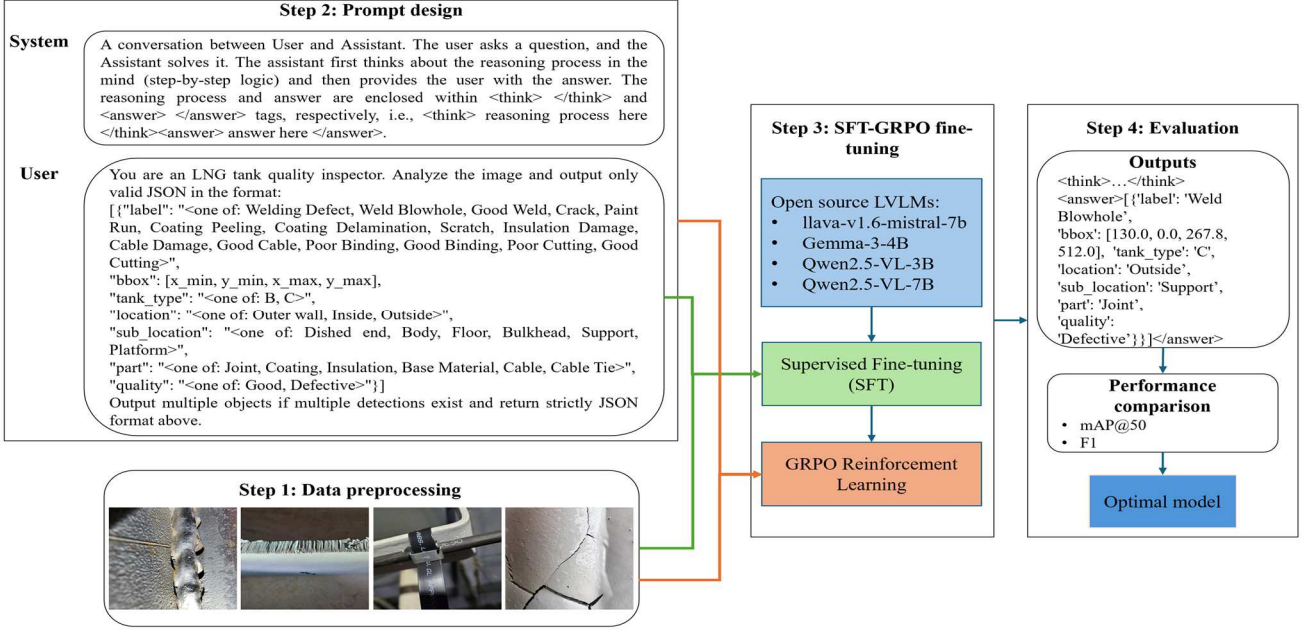 Step 2: Prompt design
System
A conversation between User and Assistant. The user asks a question, and the
Assistant solves it. The assistant first thinks about the reasoning process in the
mind (step-by-step logic) and then provides the user with the answer. The
reasoning process and answer are enclosed within <think> </think> and
<answer> </answer> tags, respectively, i.e., <think> reasoning process here
</think><answer> answer here </answer>.
User
You are an LNG tank quality inspector. Analyze the image and output only
valid JSON in the format:
[{"label": "<one of: Welding Defect, Weld Blowhole, Good Weld, Crack, Paint
Run, Coating Peeling, Coating Delamination, Scratch, Insulation Damage,
Cable Damage, Good Cable, Poor Binding, Good Binding, Poor Cutting, Good
Cutting>",
"bbox": [x_min, y_min, x_max, y_max],
"tank_type": "<one of: B, C>",
"location": "<one of: Outer wall, Inside, Outside>",
"sub_location": "<one of: Dished end, Body, Floor, Bulkhead, Support,
Platform>",
"part": "<one of: Joint, Coating, Insulation, Base Material, Cable, Cable Tie>",
"quality": "<one of: Good, Defective>"}]
Output multiple objects if multiple detections exist and return strictly JSON
format above.
Step 1: Data preprocessing
Step 3: SFT-GRPO fine-
tuning
Open source LVLMs:
• llava-v1.6-mistral-7b
• Gemma-3-4B
• Qwen2.5-VL-3B
• Qwen2.5-VL-7B
Supervised Fine-tuning
(SFT)
GRPO Reinforcement
Learning
Step 4: Evaluation
Outputs
<think>…</think>
<answer>[{'label': 'Weld
Blowhole',
'bbox': [130.0, 0.0, 267.8,
512.0], 'tank_type': 'C',
'location': 'Outside',
'sub_location': 'Support',
'part': 'Joint',
'quality':
'Defective'}}]</answer>
Performance
comparison
• mAP@50
• F1
Optimal model